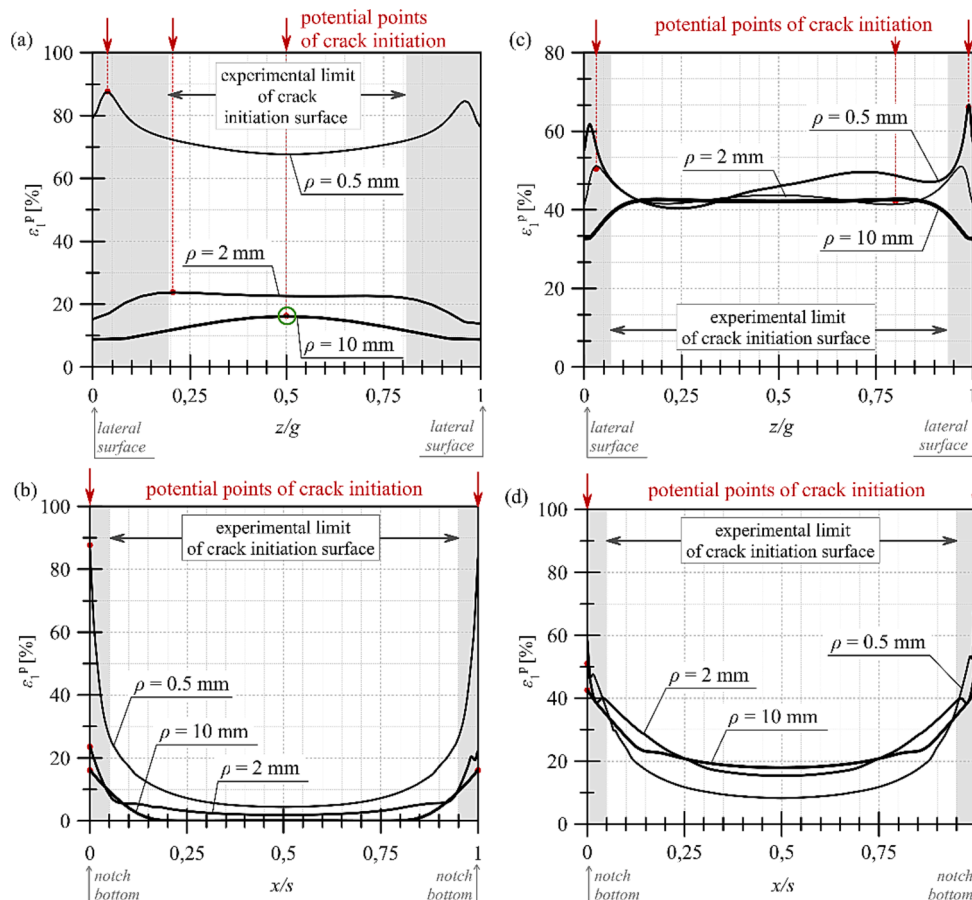 potential points
of crack initiation
(a)
100
80
60
40
20
0
ε₁ᵖ [%]
experimental limit
of crack
initiation surface
ρ = 0.5 mm
ρ = 2 mm
ρ = 10 mm
0
0,25
0,5
0,75
1
lateral
surface
z/g
lateral
surface
potential points of crack initiation
(c)
80
60
40
20
0
ε₁ᵖ [%]
ρ = 0.5 mm
ρ = 2 mm
ρ = 10 mm
experimental limit
of crack initiation surface
0
0,25
0,5
0,75
1
lateral
surface
z/g
lateral
surface
(b)
potential points of crack initiation
100
80
60
40
20
0
ε₁ᵖ [%]
experimental limit
of crack initiation surface
ρ = 0.5 mm
ρ = 10 mm
ρ = 2 mm
0
0,25
0,5
0,75
1
notch
bottom
x/s
notch
bottom
(d)
potential points of crack initiation
100
80
60
40
20
0
ε₁ᵖ [%]
experimental limit
of crack initiation surface
ρ = 0.5 mm
ρ = 2 mm
ρ = 10 mm
0
0,25
0,5
0,75
1
notch
bottom
x/s
notch
bottom